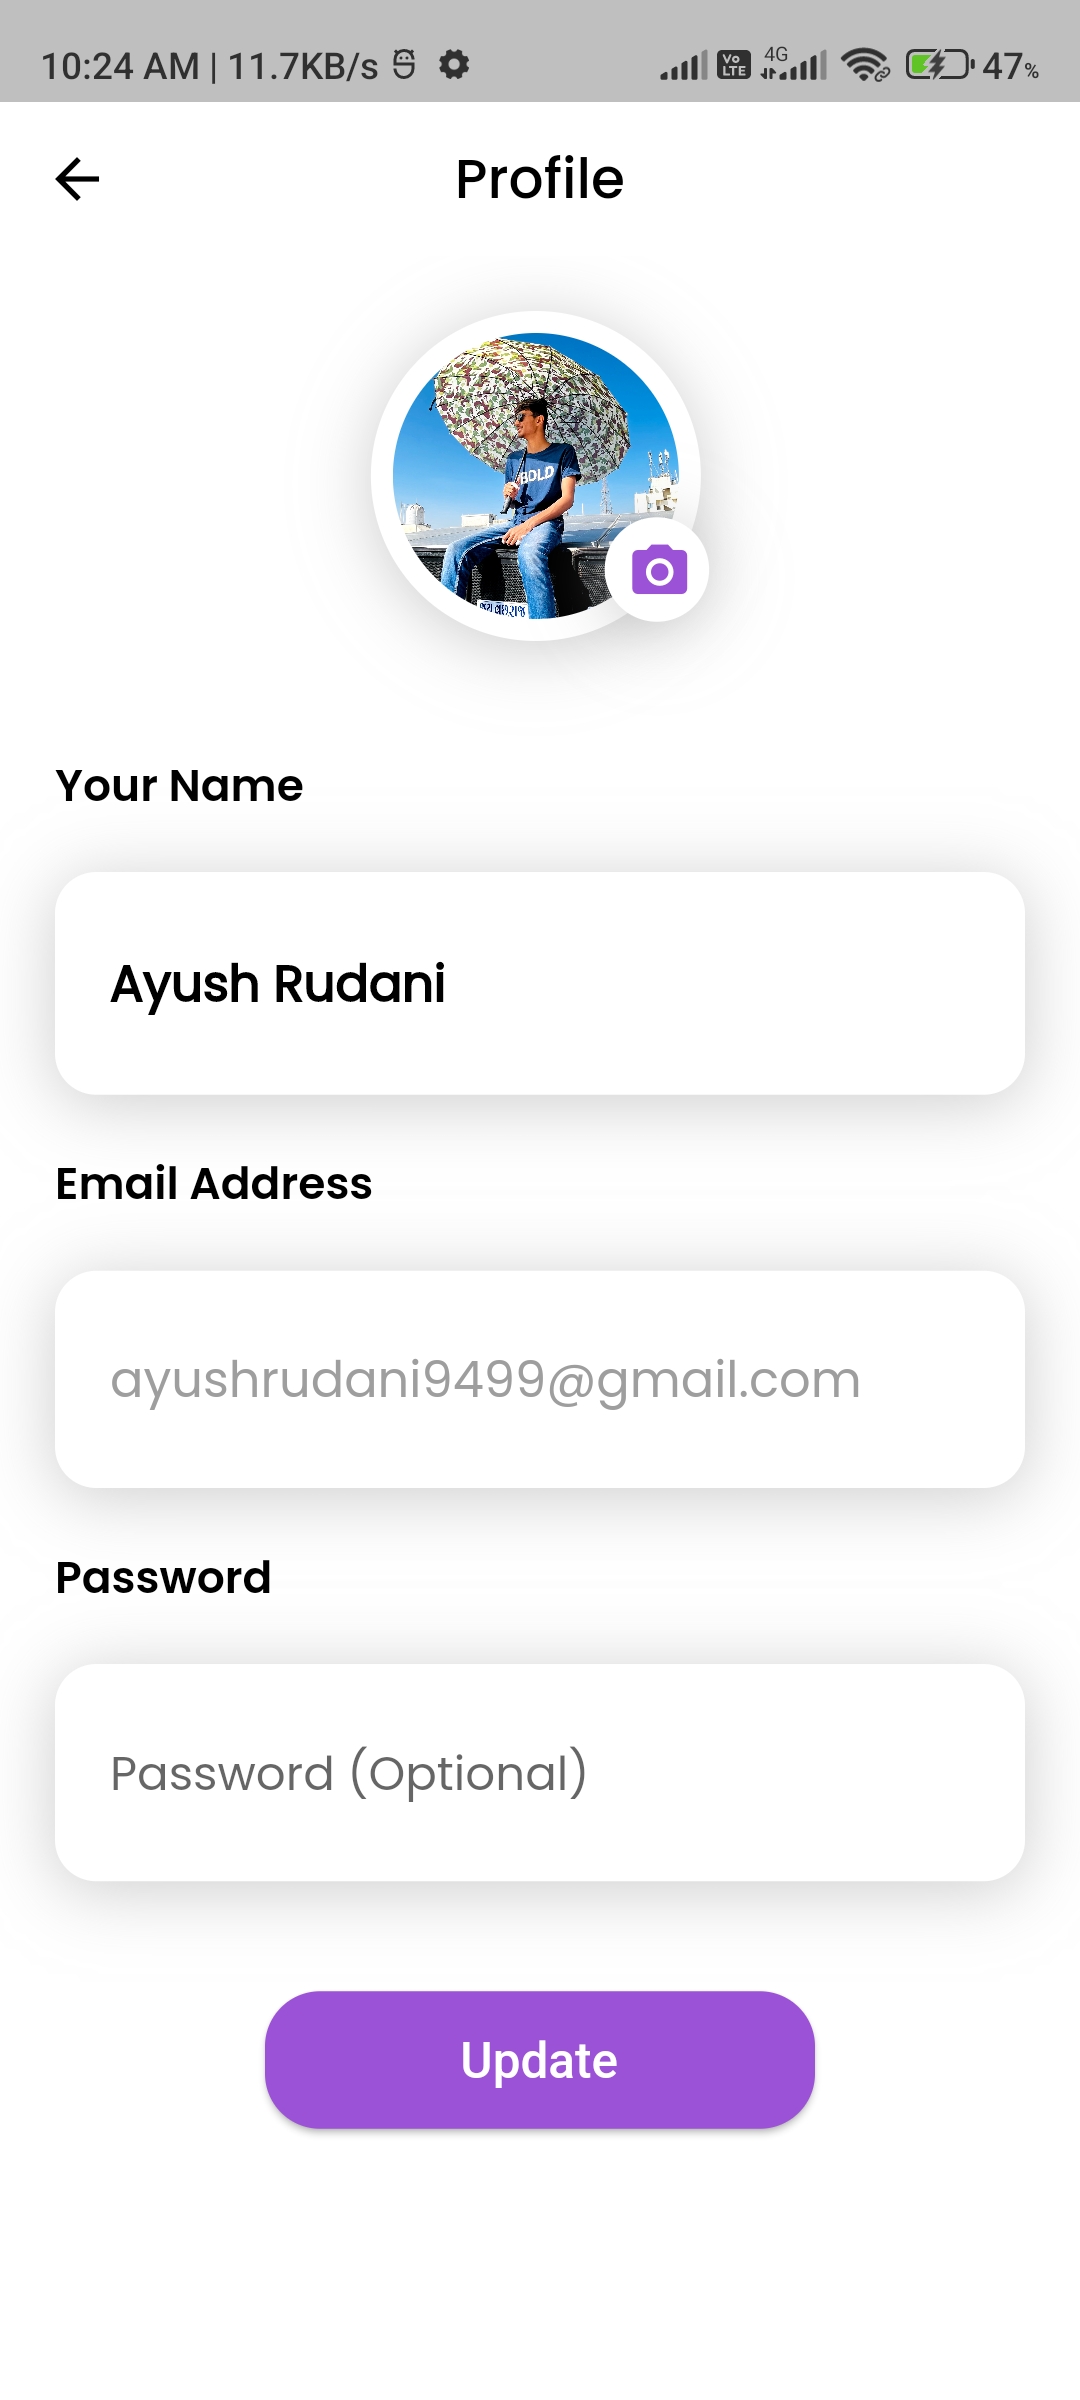 10:24 AM | 11.7KB/s
Vo LTE 4G 47%
Profile
BOLD
Your Name
Ayush Rudani
Email Address
ayushrudani9499@gmail.com
Password
Password (Optional)
Update